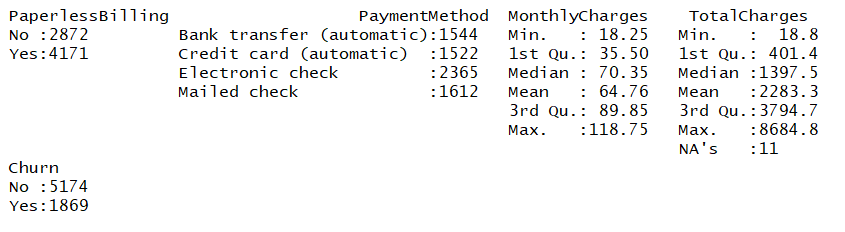 PaperlessBilling                   PaymentMethod  MonthlyCharges    TotalCharges
No :2872         Bank transfer (automatic):1544   Min.   : 18.25   Min.   :  18.8
Yes:4171         Credit card (automatic)  :1522   1st Qu.: 35.50   1st Qu.: 401.4
                 Electronic check         :2365   Median : 70.35   Median :1397.5
                 Mailed check             :1612   Mean   : 64.76   Mean   :2283.3
                                                  3rd Qu.: 89.85   3rd Qu.:3794.7
                                                  Max.   :118.75   Max.   :8684.8
                                                                   NA's   :11
Churn
No :5174
Yes:1869